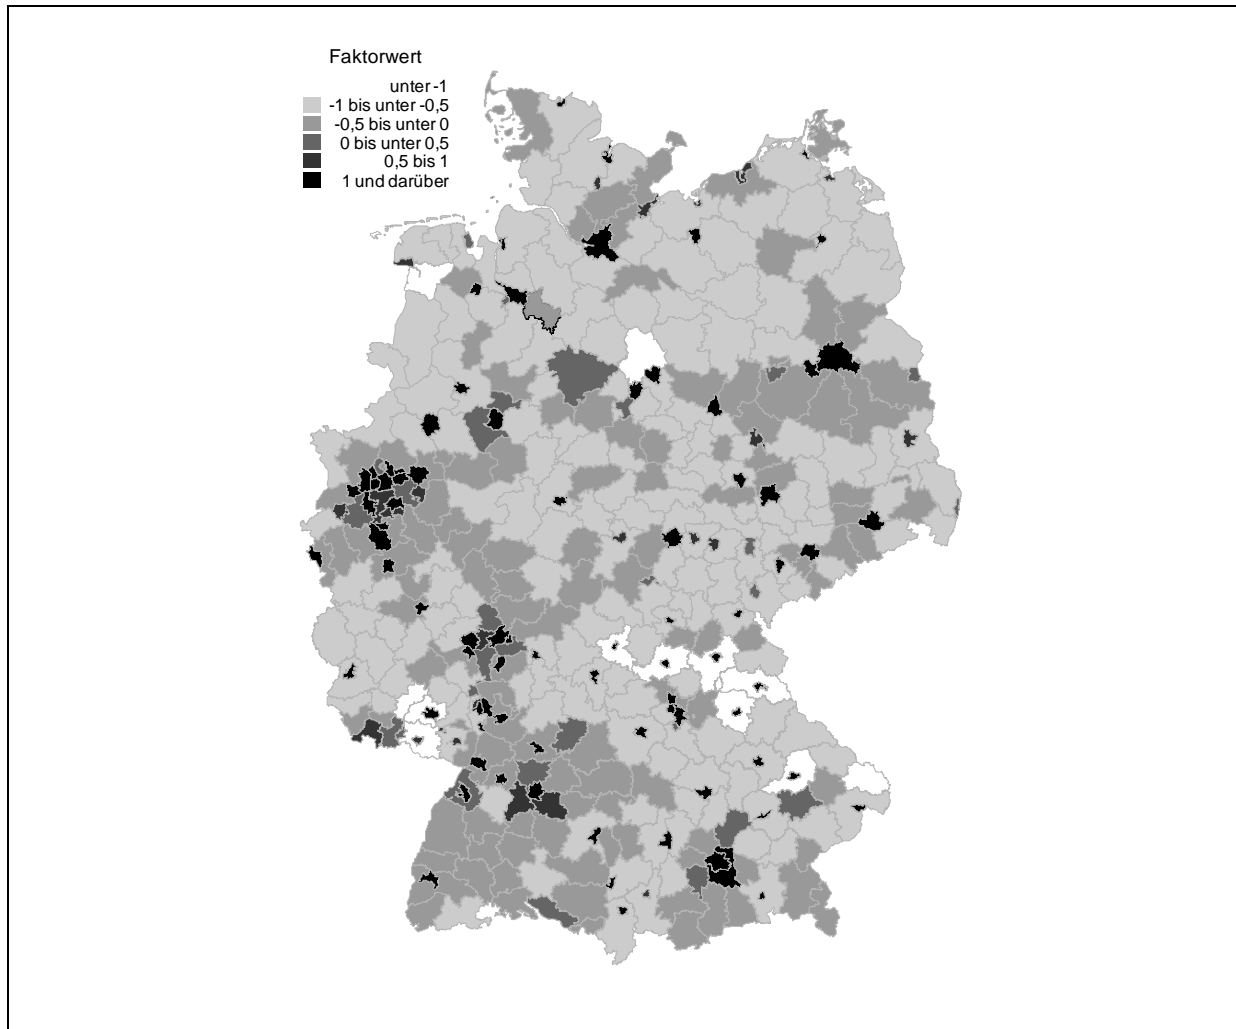 Faktorwert
unter -1
-1 bis unter -0,5
-0,5 bis unter 0
0 bis unter 0,5
0,5 bis 1
1 und darüber